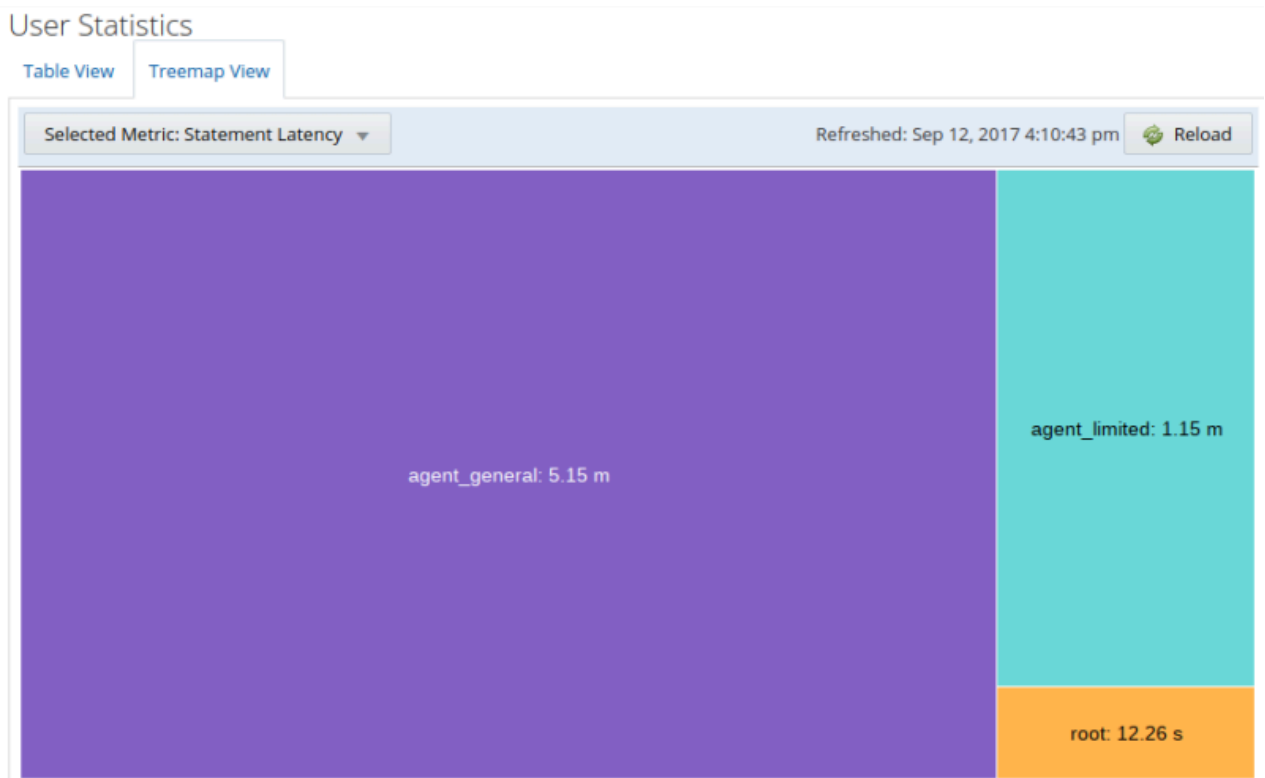 User Statistics
Table View Treemap View
Selected Metric: Statement Latency Refreshed: Sep 12, 2017 4:10:43 pm Reload
agent_general: 5.15 m
agent_limited: 1.15 m
root: 12.26 s